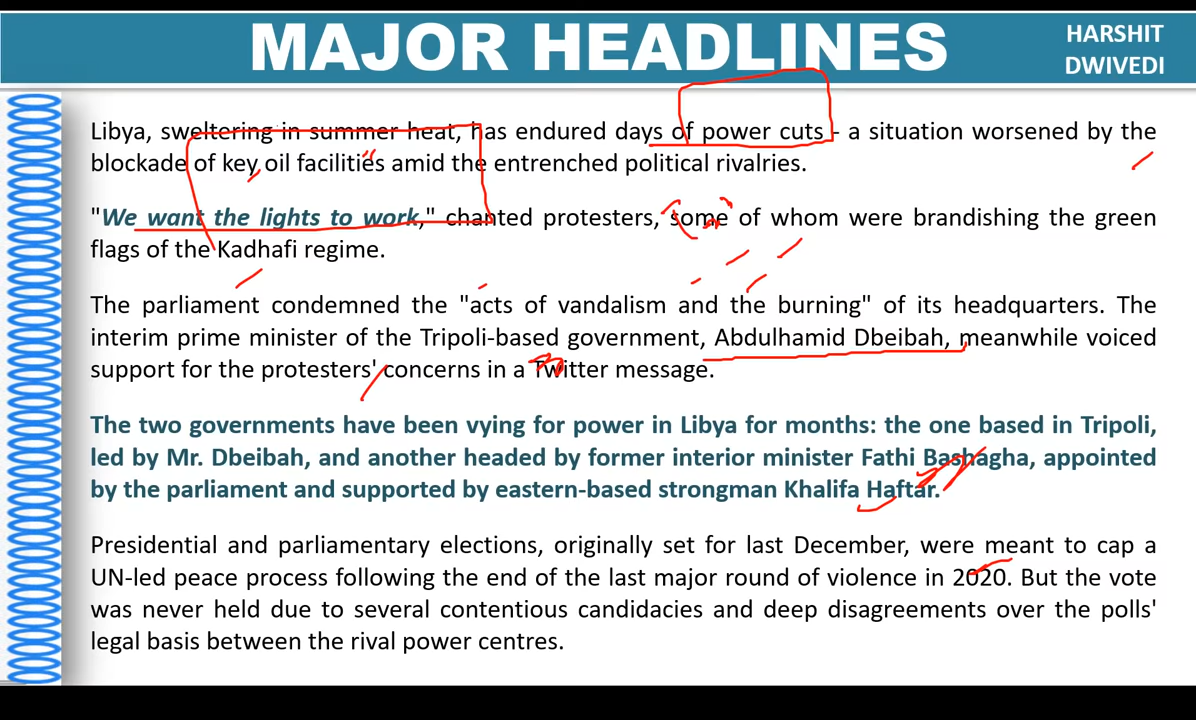 MAJOR HEADLINES
HARSHIT
DWIVEDI
Libya, sweltering in summer heat, has endured days of power cuts - a situation worsened by the
blockade of key oil facilities amid the entrenched political rivalries.
"We want the lights to work," chanted protesters, some of whom were brandishing the green
flags of the Kadhafi regime.
The parliament condemned the "acts of vandalism and the burning" of its headquarters. The
interim prime minister of the Tripoli-based government, Abdulhamid Dbeibah, meanwhile voiced
support for the protesters' concerns in a Twitter message.
The two governments have been vying for power in Libya for months: the one based in Tripoli,
led by Mr. Dbeibah, and another headed by former interior minister Fathi Bashagha, appointed
by the parliament and supported by eastern-based strongman Khalifa Haftar.
Presidential and parliamentary elections, originally set for last December, were meant to cap a
UN-led peace process following the end of the last major round of violence in 2020. But the vote
was never held due to several contentious candidacies and deep disagreements over the polls'
legal basis between the rival power centres.